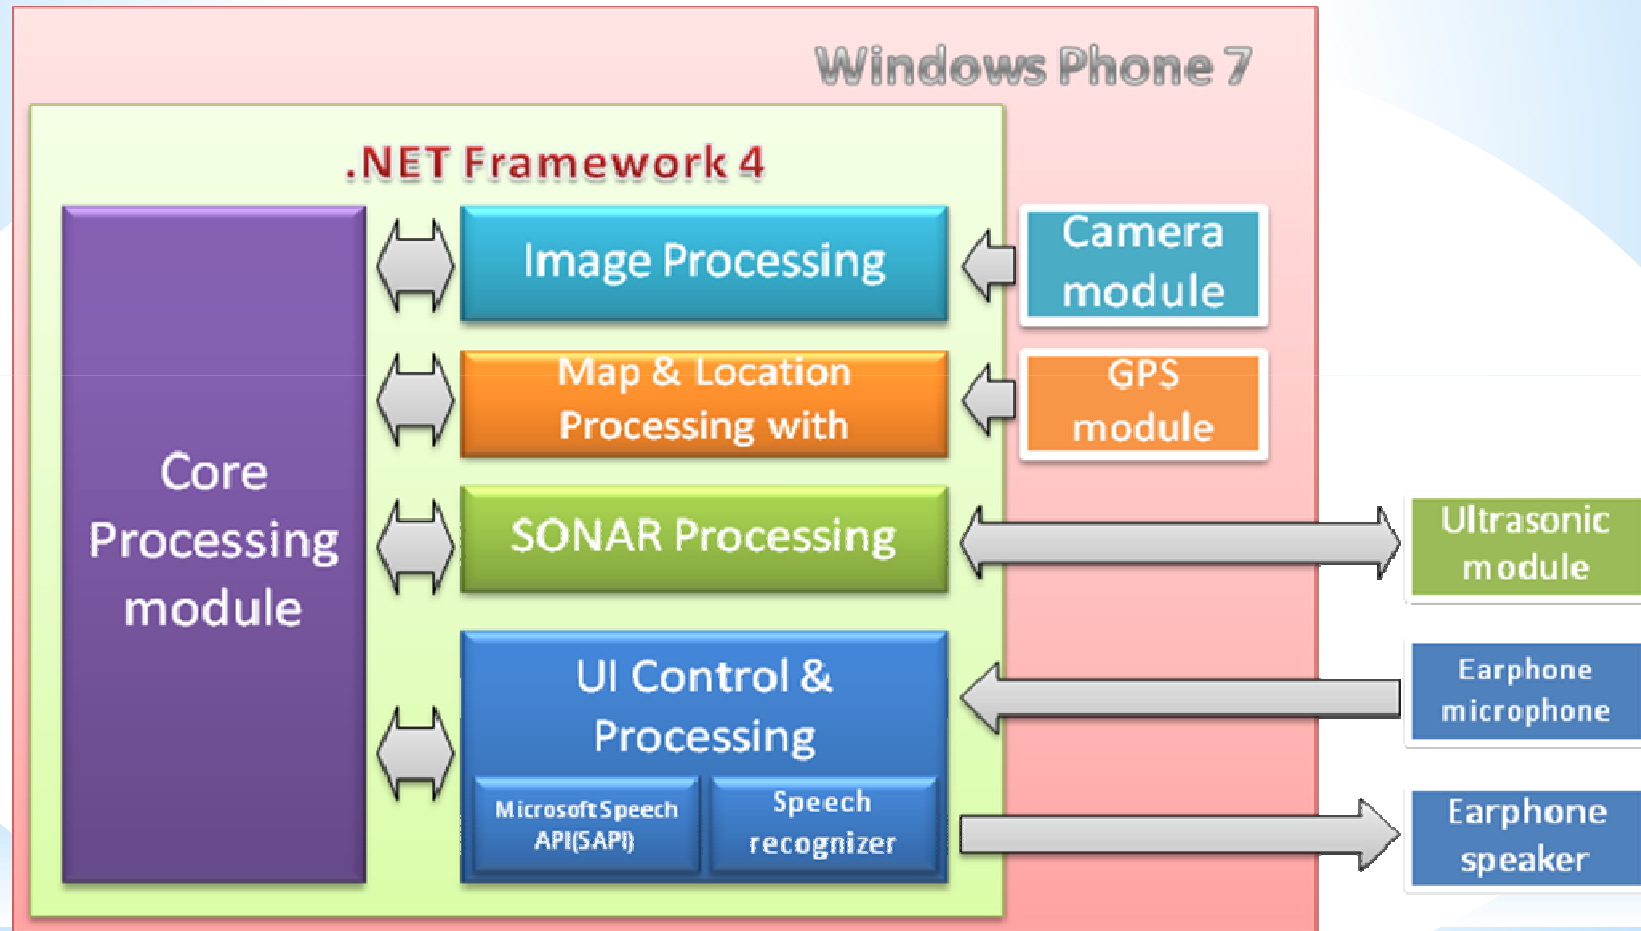 Windows Phone 7
.NET Framework 4
Core
Processing
module
Image Processing
Camera
module
Map & Location
Processing with
GPS
module
SONAR Processing
Ultrasonic
module
UI Control &
Processing
Microsoft Speech
API(SAPI)
Speech
recognizer
Earphone
microphone
Earphone
speaker